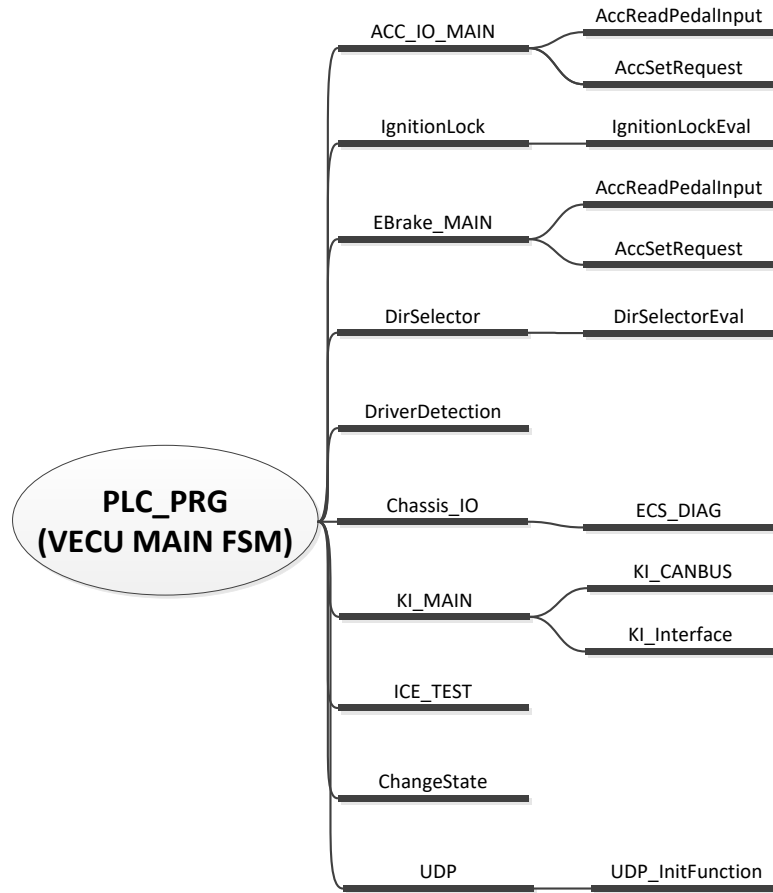 ACC_IO_MAIN
AccReadPedalInput
AccSetRequest
IgnitionLock
IgnitionLockEval
EBrake_MAIN
AccReadPedalInput
AccSetRequest
DirSelector
DirSelectorEval
DriverDetection
PLC_PRG
(VECU MAIN FSM)
Chassis_IO
ECS_DIAG
KI_MAIN
KI_CANBUS
KI_Interface
ICE_TEST
ChangeState
UDP
UDP_InitFunction